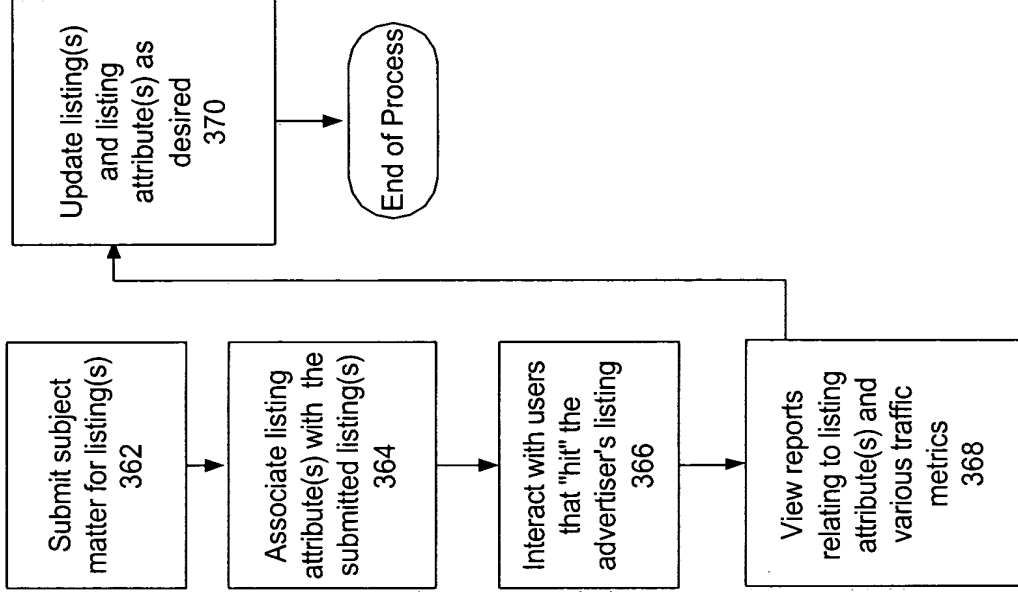 Submit subject
matter for listing(s)
362
Associate listing
attribute(s) with the
submitted listing(s)
364
Interact with users
that "hit" the
advertiser's listing
366
View reports
relating to listing
attribute(s) and
various traffic
metrics
368
Update listing(s)
and listing
attribute(s) as
desired
370
End of Process